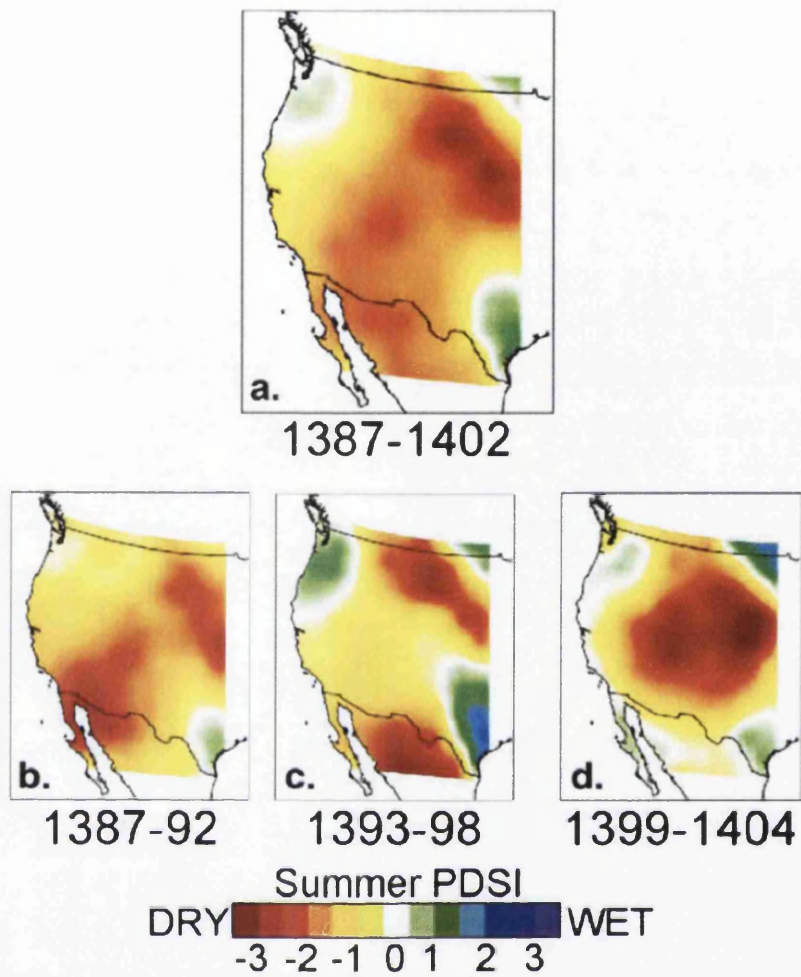 a.
1387-1402
b. c. d.
1387-92 1393-98 1399-1404
Summer PDSI
DRY WET
-3 -2 -1 0 1 2 3